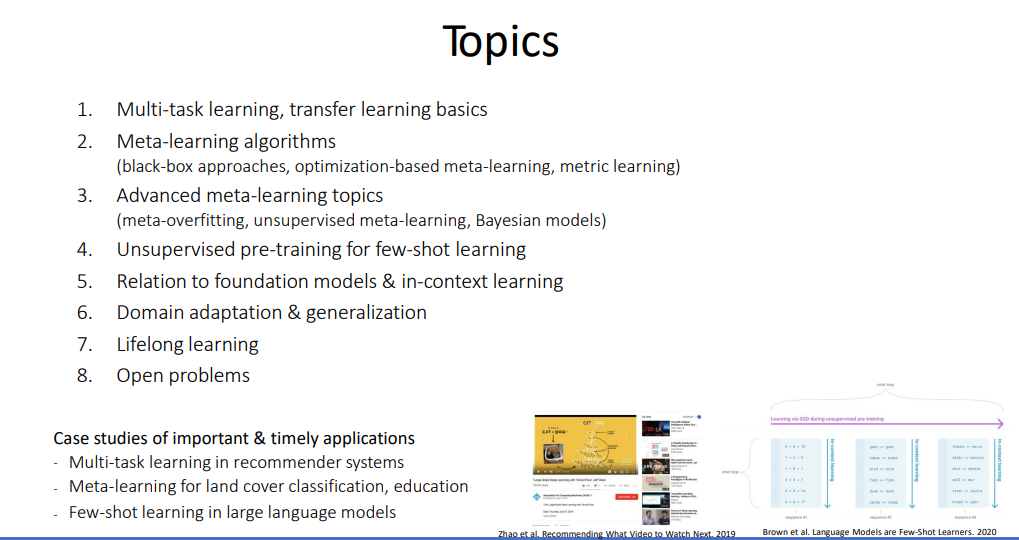 Topics
1. Multi-task learning, transfer learning basics
2. Meta-learning algorithms
(black-box approaches, optimization-based meta-learning, metric learning)
3. Advanced meta-learning topics
(meta-overfitting, unsupervised meta-learning, Bayesian models)
4. Unsupervised pre-training for few-shot learning
5. Relation to foundation models & in-context learning
6. Domain adaptation & generalization
7. Lifelong learning
8. Open problems
Case studies of important & timely applications
- Multi-task learning in recommender systems
- Meta-learning for land cover classification, education
- Few-shot learning in large language models
CAT
DOG
Zhao et al. Recommending What Video to Watch Next. 2019
outer loop
Learning via SGD during unsupervised pre-training
inner loop
In-context learning
In-context learning
In-context learning
sequence #1
sequence #2
sequence #3
Brown et al. Language Models are Few-Shot Learners. 2020